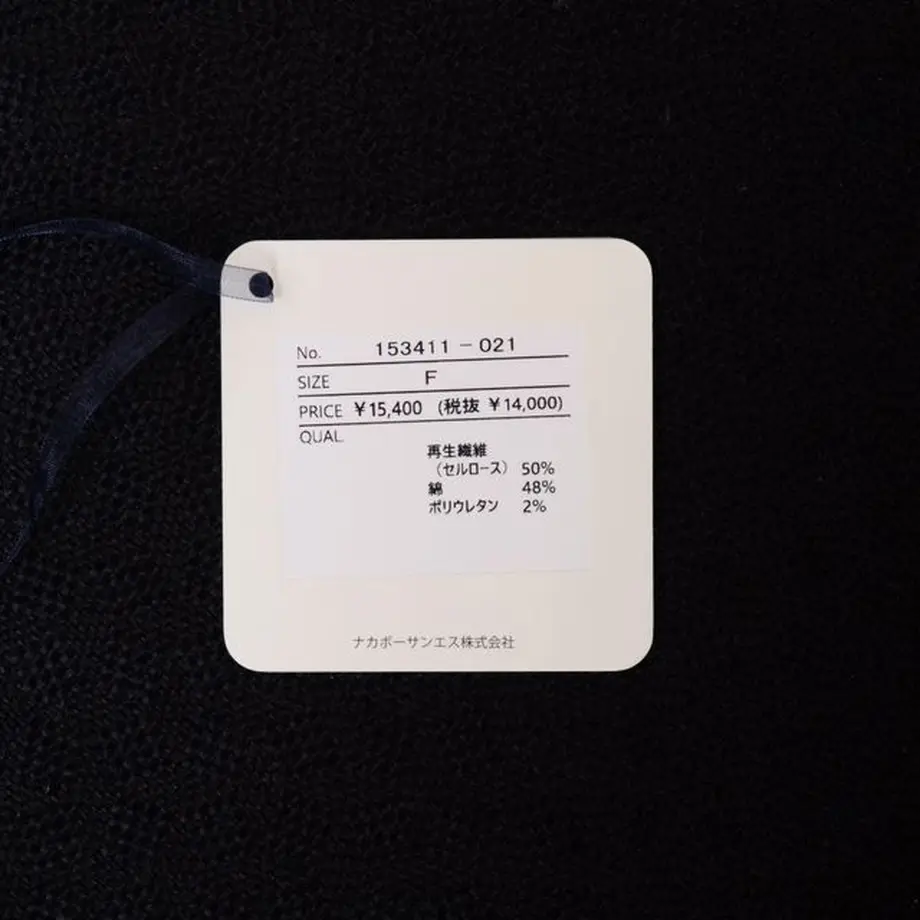 No. 153411-021
SIZE F
PRICE ¥15,400 (税抜 ¥14,000)
QUAL.
再生繊維
(セルロース) 50%
綿 48%
ポリウレタン 2%
ナカボーサンエス株式会社